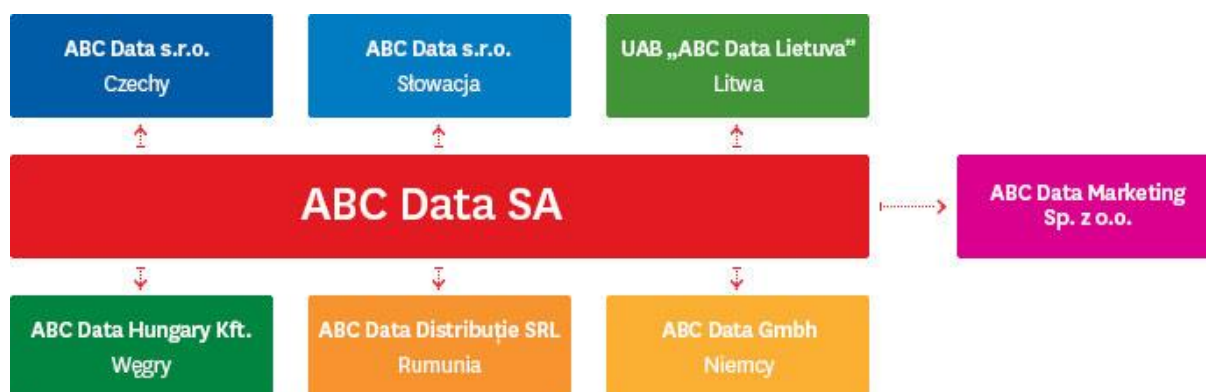 ABC Data s.r.o.
Czechy
ABC Data s.r.o.
Słowacja
UAB „ABC Data Lietuva”
Litwa
ABC Data SA
ABC Data Marketing
Sp. z o.o.
ABC Data Hungary Kft.
Węgry
ABC Data Distribuție SRL
Rumunia
ABC Data Gmbh
Niemcy